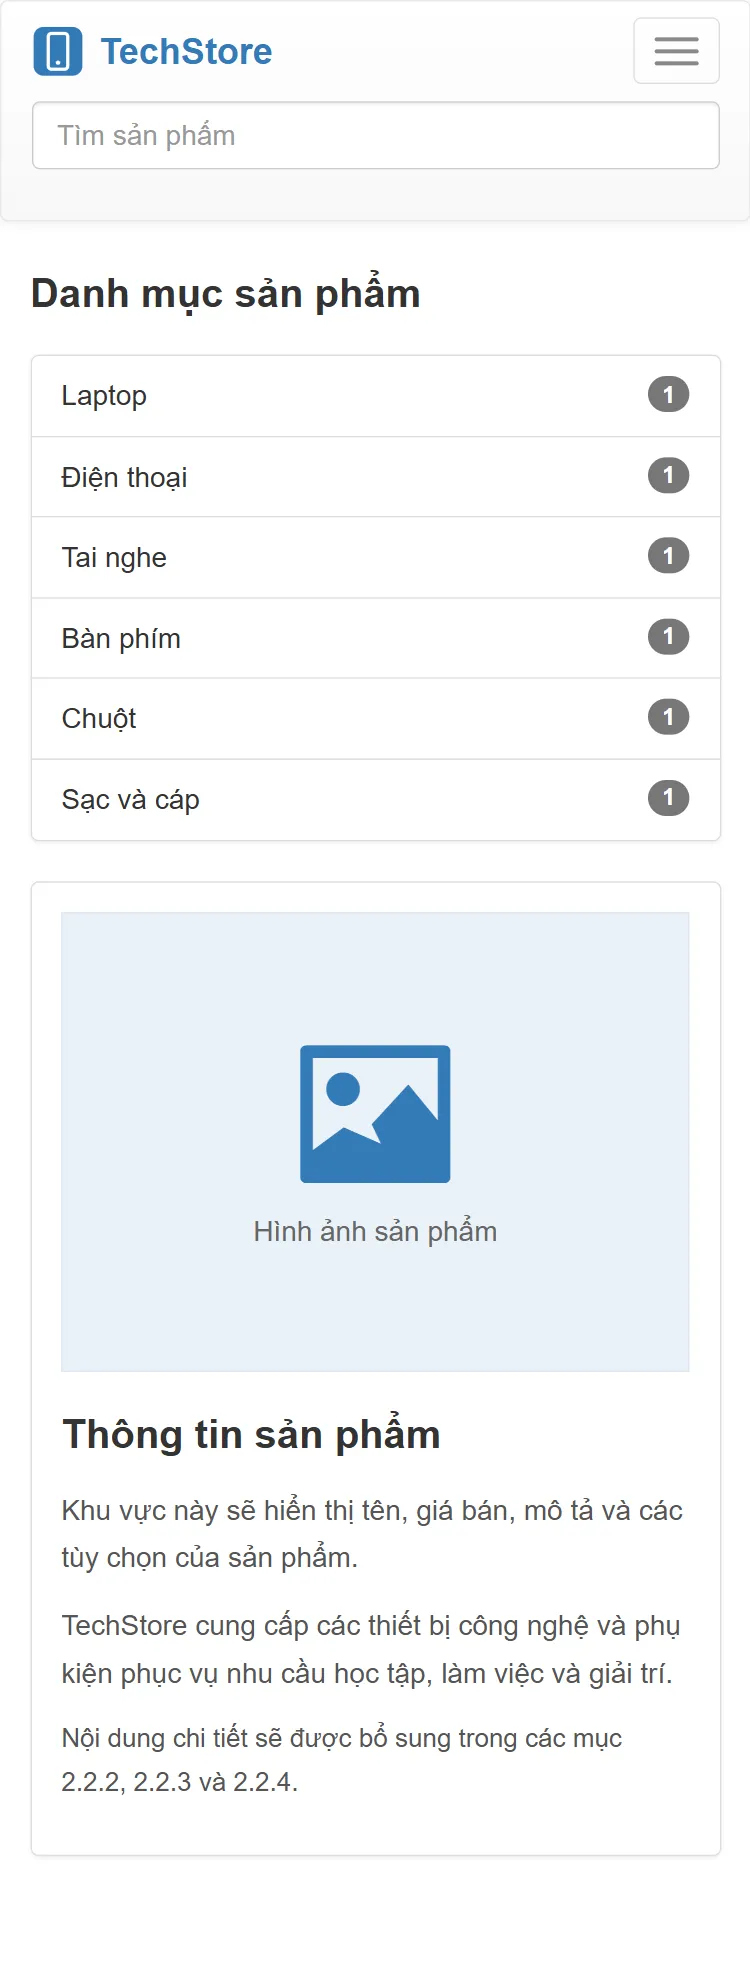 TechStore
Tìm sản phẩm
Danh mục sản phẩm
Laptop 1
Điện thoại 1
Tai nghe 1
Bàn phím 1
Chuột 1
Sạc và cáp 1
Hình ảnh sản phẩm
Thông tin sản phẩm
Khu vực này sẽ hiển thị tên, giá bán, mô tả và các
tùy chọn của sản phẩm.
TechStore cung cấp các thiết bị công nghệ và phụ
kiện phục vụ nhu cầu học tập, làm việc và giải trí.
Nội dung chi tiết sẽ được bổ sung trong các mục
2.2.2, 2.2.3 và 2.2.4.